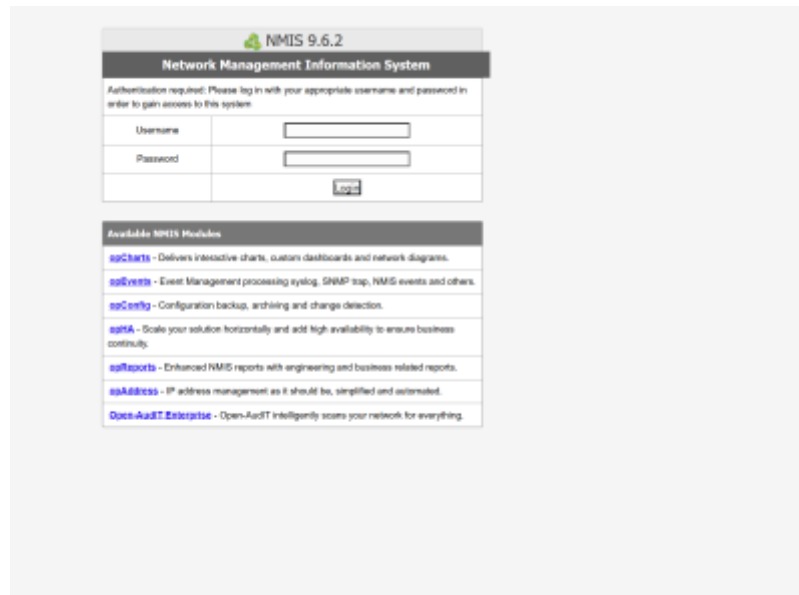 NMIS 9.6.2
Network Management Information System
Authentication required: Please log in with your appropriate username and password in
order to gain access to this system
Username
Password
Login
Available NMIS Modules
opCharts - Delivers interactive charts, custom dashboards and network diagrams.
opEvents - Event Management processing syslog, SNMP trap, NMIS events and others.
opConfig - Configuration backup, archiving and change detection.
opHA - Scale your solution horizontally and add high availability to ensure business
continuity.
opReports - Enhanced NMIS reports with engineering and business related reports.
opAddress - IP address management as it should be, simplified and automated.
Open-AudIT Enterprise - Open-AudIT intelligently scans your network for everything.